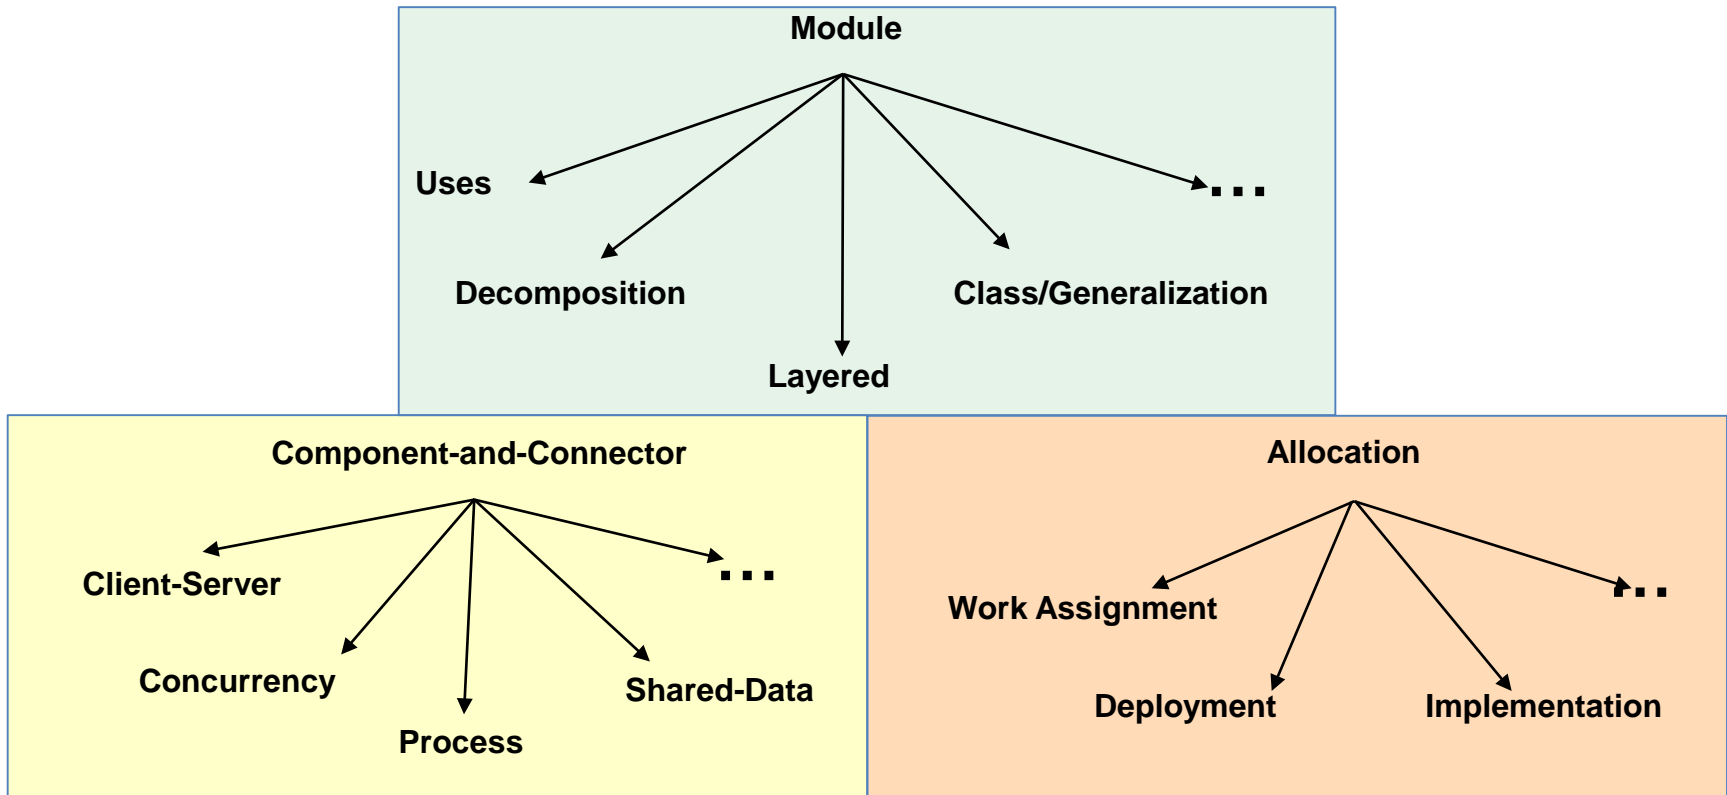 Module
Uses
...
Decomposition
Class/Generalization
Layered
Component-and-Connector
Client-Server
...
Concurrency
Shared-Data
Process
Allocation
...
Work Assignment
Deployment
Implementation